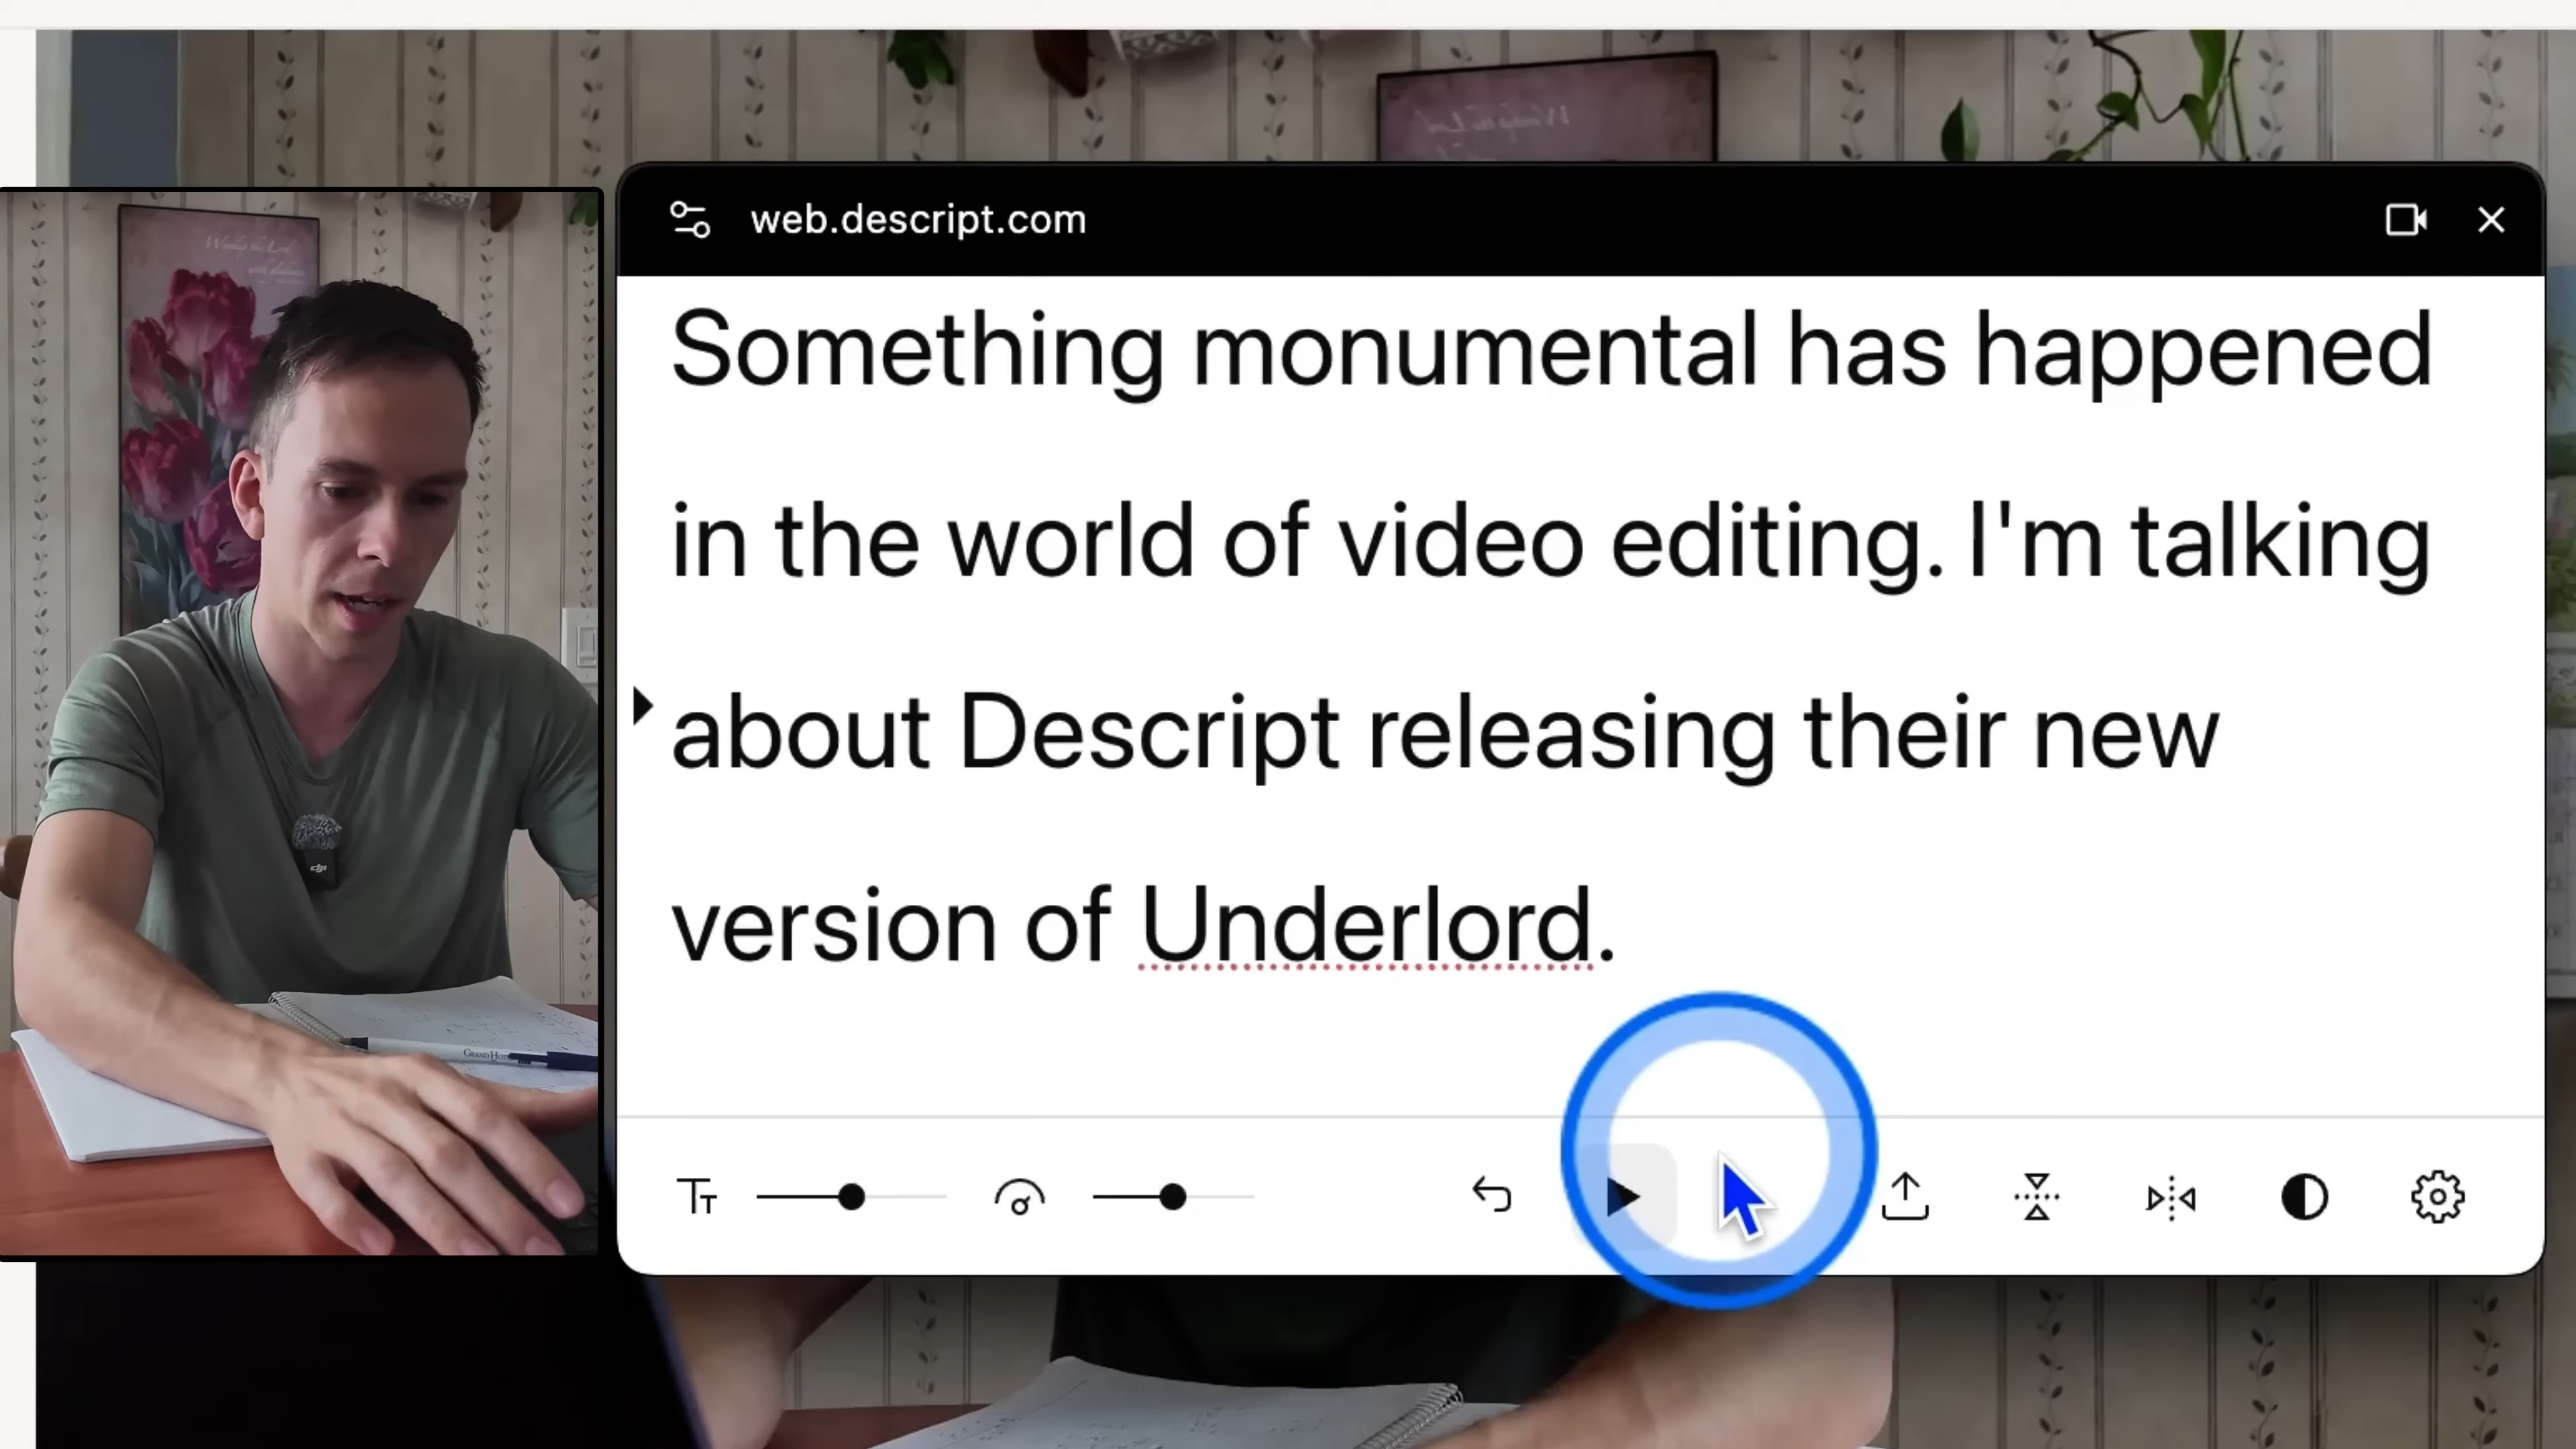 web.descript.com
Something monumental has happened
in the world of video editing. I'm talking
about Descript releasing their new
version of Underlord.
dji